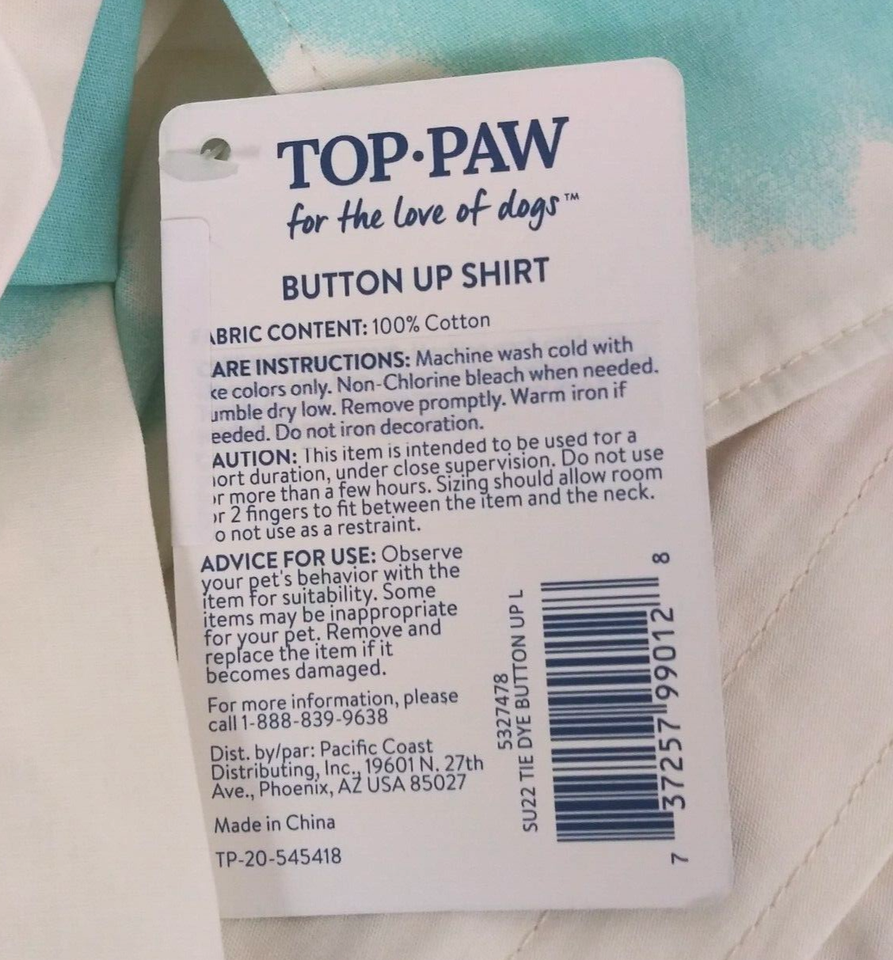 TOP·PAW
for the love of dogs™
BUTTON UP SHIRT
ABRIC CONTENT: 100% Cotton
ARE INSTRUCTIONS: Machine wash cold with
ke colors only. Non-Chlorine bleach when needed.
umble dry low. Remove promptly. Warm iron if
eeded. Do not iron decoration.
AUTION: This item is intended to be used for a
ort duration, under close supervision. Do not use
or more than a few hours. Sizing should allow room
or 2 fingers to fit between the item and the neck.
o not use as a restraint.
ADVICE FOR USE: Observe
your pet's behavior with the
item for suitability. Some
items may be inappropriate
for your pet. Remove and
replace the item if it
becomes damaged.
For more information, please
call 1-888-839-9638
Dist. by/par: Pacific Coast
Distributing, Inc., 19601 N. 27th
Ave., Phoenix, AZ USA 85027
Made in China
TP-20-545418
5327478
SU22 TIE DYE BUTTON UP L
7 37257 99012 8